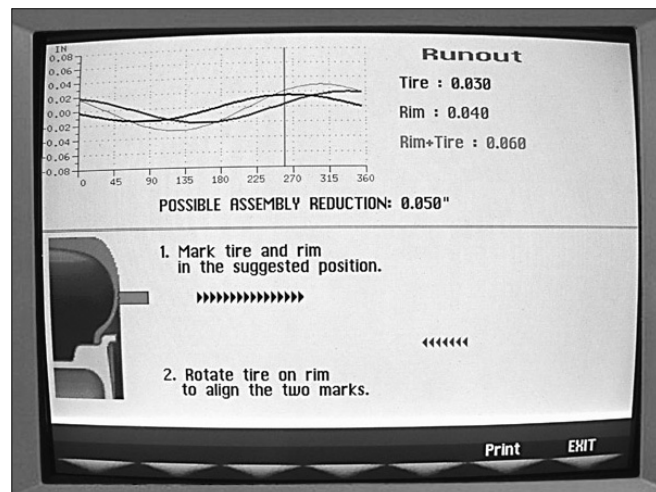 IN
0.08
0.06
0.04
0.02
0.00
-0.02
-0.04
-0.06
-0.08
0 45 90 135 180 225 270 315 360
Runout
Tire : 0.030
Rim : 0.040
Rim+Tire : 0.060
POSSIBLE ASSEMBLY REDUCTION: 0.050"
1. Mark tire and rim
in the suggested position.
2. Rotate tire on rim
to align the two marks.
Print EXIT